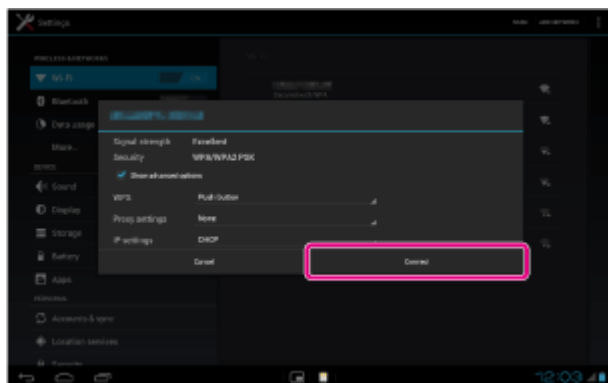 Settings
WIRELESS & NETWORKS
Wi-Fi
ON
Bluetooth
Data usage
More...
Signal strength
Excellent
Security
WPA/WPA2 PSK
Show advanced options
WPS
Push button
Proxy settings
None
IP settings
DHCP
Cancel
Connect
DEVICE
Sound
Display
Storage
Battery
Apps
PERSONAL
Accounts & sync
Location services
Security
12:03